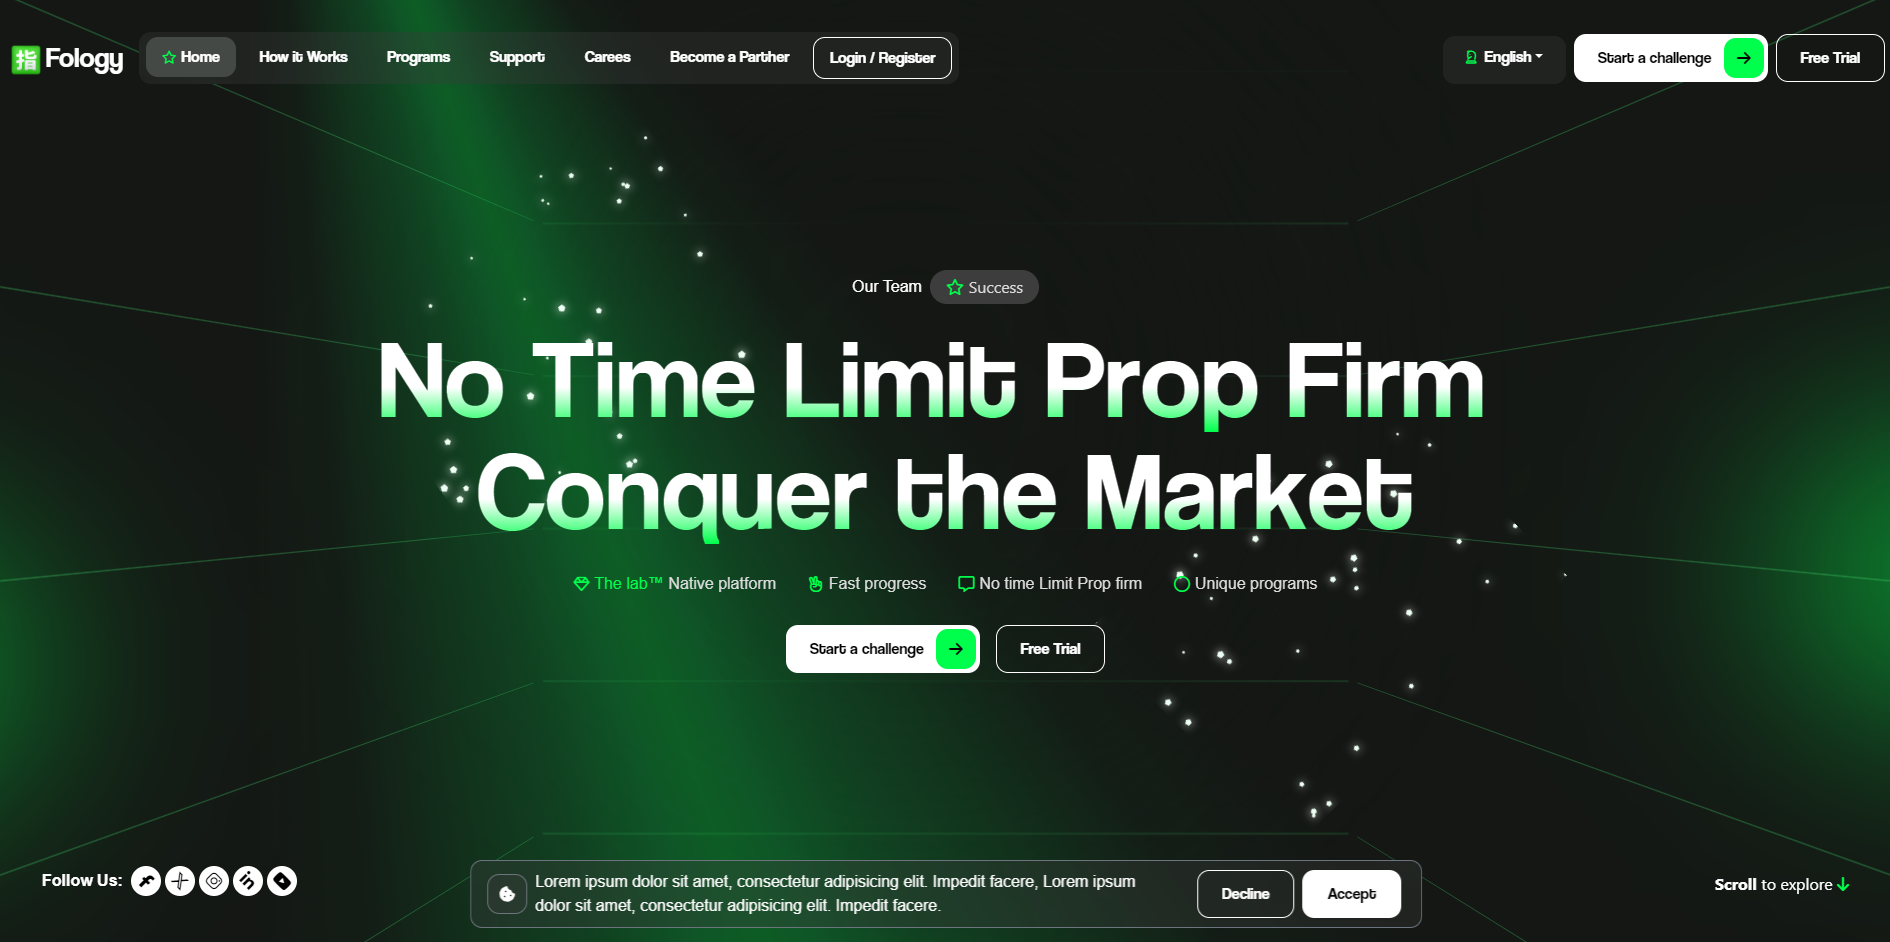 指 Fology
Home
How it Works
Programs
Support
Carees
Become a Parther
Login / Register
English
Start a challenge
Free Trial
Our Team
Success
No Time Limit Prop Firm
Conquer the Market
The lab™ Native platform
Fast progress
No time Limit Prop firm
Unique programs
Start a challenge
Free Trial
Follow Us:
Lorem ipsum dolor sit amet, consectetur adipisicing elit. Impedit facere, Lorem ipsum
dolor sit amet, consectetur adipisicing elit. Impedit facere.
Decline
Accept
Scroll to explore